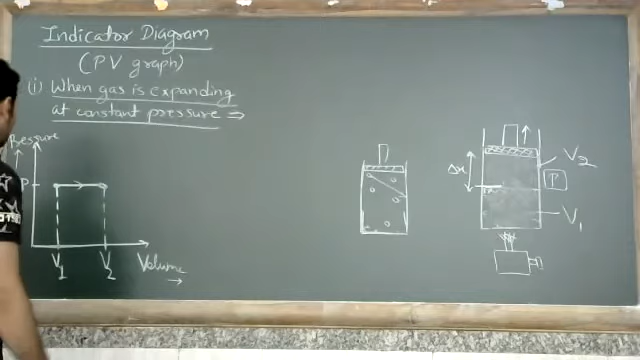 Indicator Diagram
(PV graph)
(i) When gas is expanding
at constant pressure ⇒
Pressure
P
V1
V2
Volume
Δx
V2
P
V1